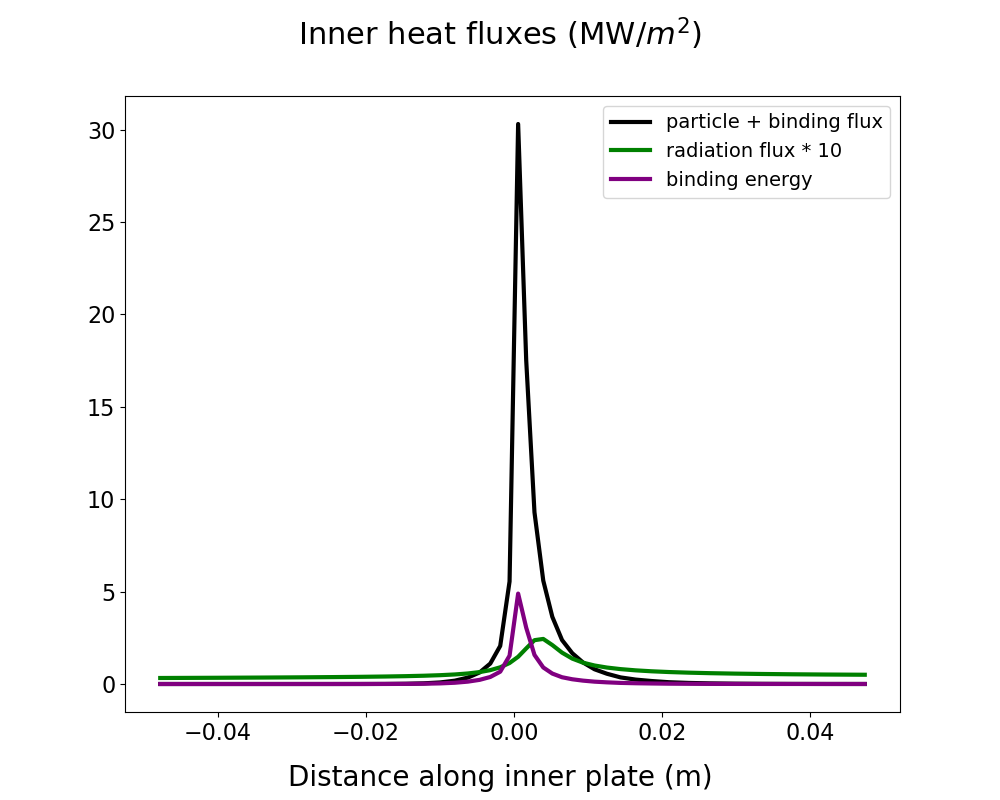 Inner heat fluxes (MW/m²)
30
25
20
15
10
5
0
particle + binding flux
radiation flux * 10
binding energy
−0.04 −0.02 0.00 0.02 0.04
Distance along inner plate (m)